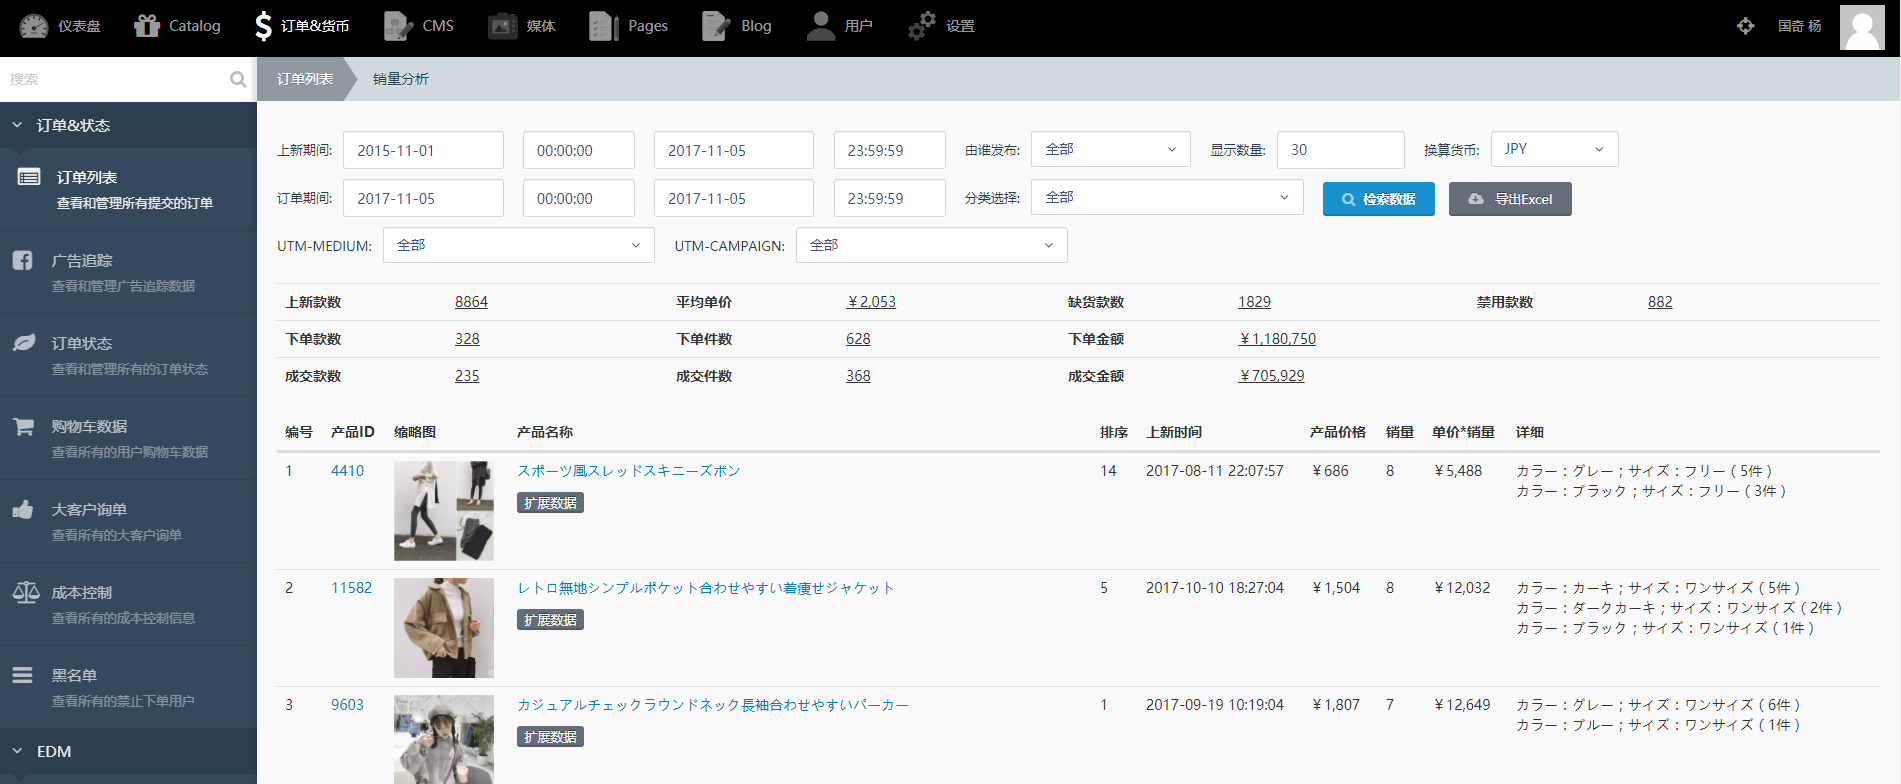 仪表盘 Catalog 订单&货币 CMS 媒体 Pages Blog 用户 设置 国奇 杨
搜索
订单列表 销量分析
订单&状态
订单列表
查看和管理所有提交的订单
广告追踪
查看和管理广告追踪数据
订单状态
查看和管理所有的订单状态
购物车数据
查看所有的用户购物车数据
大客户询单
查看所有的大客户询单
成本控制
查看所有的成本控制信息
黑名单
查看所有的禁止下单用户
EDM
上新期间: 2015-11-01 00:00:00 2017-11-05 23:59:59 由谁发布: 全部 显示数量: 30 换算货币: JPY
订单期间: 2017-11-05 00:00:00 2017-11-05 23:59:59 分类选择: 全部 检索数据 导出Excel
UTM-MEDIUM: 全部 UTM-CAMPAIGN: 全部
上新款数 8864 平均单价 ¥2,053 缺货款数 1829 禁用款数 882
下单款数 328 下单件数 628 下单金额 ¥1,180,750
成交款数 235 成交件数 368 成交金额 ¥705,929
编号 产品ID 缩略图 产品名称 排序 上新时间 产品价格 销量 单价*销量 详细
1 4410 スポーツ風スレッドスキニーズボン 14 2017-08-11 22:07:57 ¥686 8 ¥5,488 カラー：グレー；サイズ：フリー（5件）
扩展数据 カラー：ブラック；サイズ：フリー（3件）
2 11582 レトロ無地シンプルポケット合わせやすい着痩せジャケット 5 2017-10-10 18:27:04 ¥1,504 8 ¥12,032 カラー：カーキ；サイズ：ワンサイズ（5件）
カラー：ダークカーキ；サイズ：ワンサイズ（2件）
扩展数据 カラー：ブラック；サイズ：ワンサイズ（1件）
3 9603 カジュアルチェックラウンドネック長袖合わせやすいパーカー 1 2017-09-19 10:19:04 ¥1,807 7 ¥12,649 カラー：グレー；サイズ：ワンサイズ（6件）
扩展数据 カラー：ブルー；サイズ：ワンサイズ（1件）